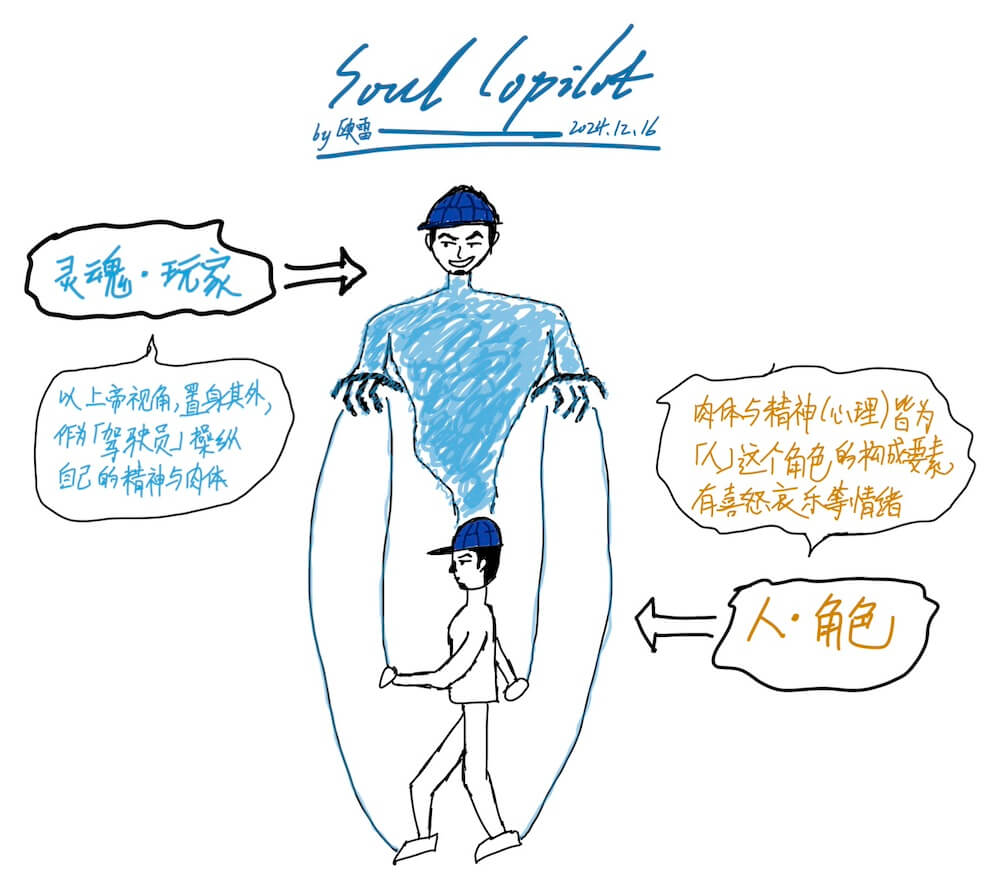 Soul Copilot
by 欧雷
2024.12.16
灵魂·玩家
以上帝视角,置身其外,
作为「驾驶员」操纵
自己的精神与肉体
肉体与精神(心理)皆为
「人」这个角色的构成要素,
有喜怒哀乐等情绪
人·角色